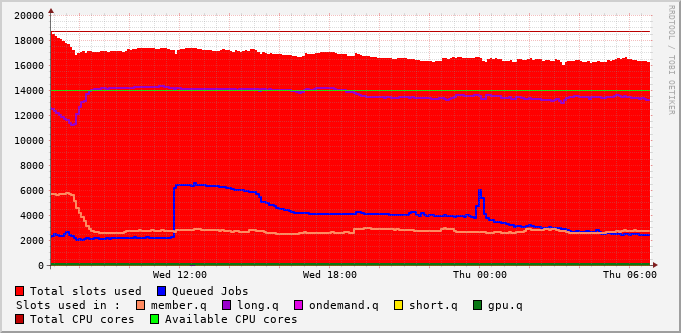 20000
18000
16000
14000
12000
10000
8000
6000
4000
2000
0
Wed 12:00 Wed 18:00 Thu 00:00 Thu 06:00
RRDTOOL / TOBI OETIKER
Total slots used Queued Jobs
Slots used in : member.q long.q ondemand.q short.q gpu.q
Total CPU cores Available CPU cores